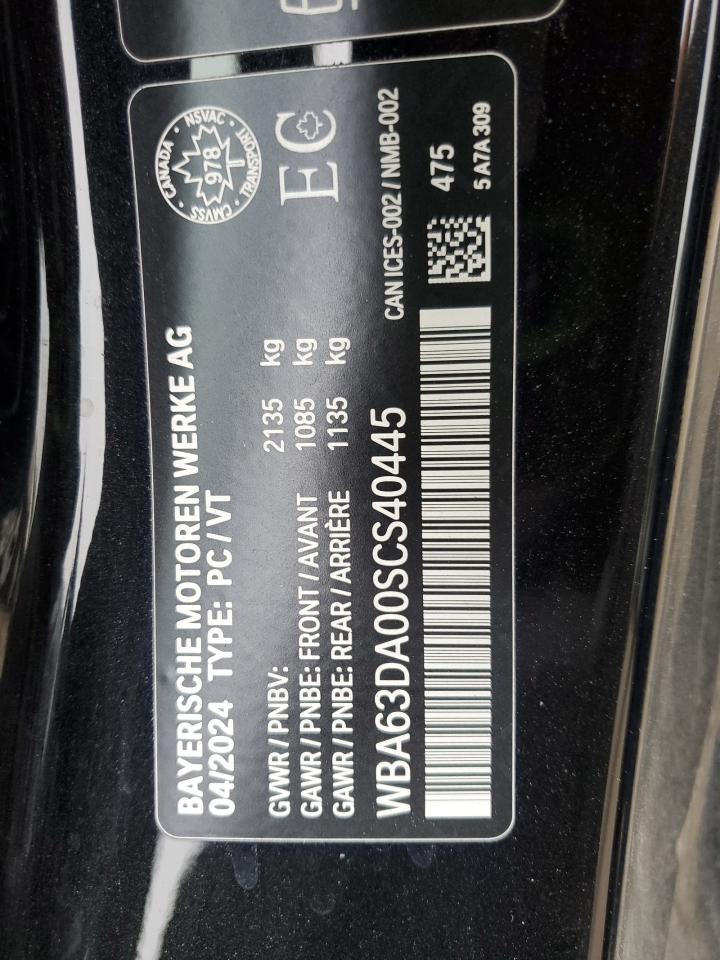 BAYERISCHE MOTOREN WERKE AG
04/2024 TYPE: PC / VT
GVWR / PNBV: 2135 kg
GAWR / PNBE: FRONT / AVANT 1085 kg
GAWR / PNBE: REAR / ARRIÈRE 1135 kg
WBA63DA00SCS40445
CANADA • NSVAC • TRANSPORT • CMVSS •
978
EC
CAN ICES-002 / NMB-002
475
5 A7A 309